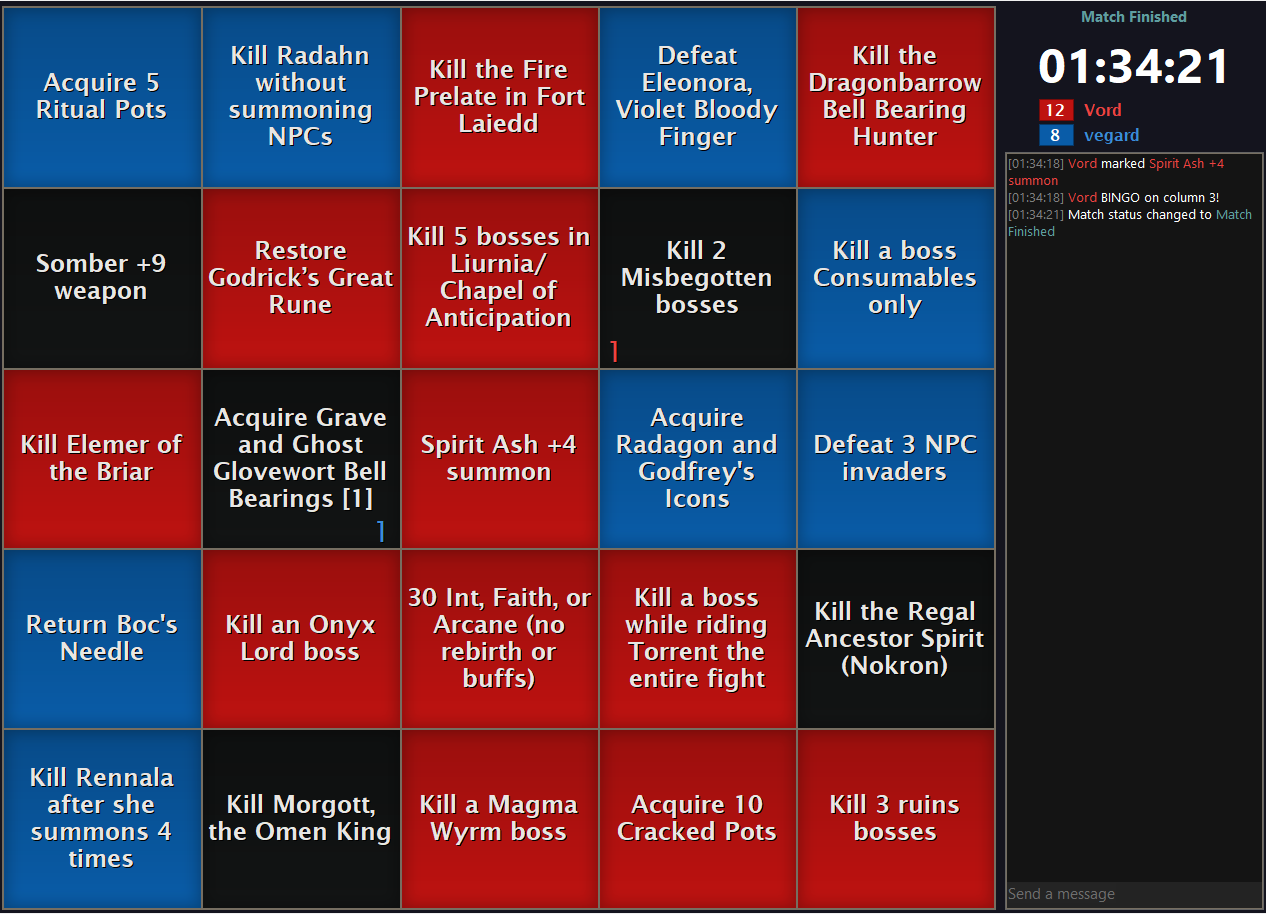 Acquire 5
Ritual Pots
Kill Radahn
without
summoning
NPCs
Kill the Fire
Prelate in Fort
Laiedd
Defeat
Eleonora,
Violet Bloody
Finger
Kill the
Dragonbarrow
Bell Bearing
Hunter
Somber +9
weapon
Restore
Godrick’s Great
Rune
Kill 5 bosses in
Liurnia/
Chapel of
Anticipation
Kill 2
Misbegotten
bosses
1
Kill a boss
Consumables
only
Kill Elemer of
the Briar
Acquire Grave
and Ghost
Glovewort Bell
Bearings [1]
1
Spirit Ash +4
summon
Acquire
Radagon and
Godfrey's
Icons
Defeat 3 NPC
invaders
Return Boc's
Needle
Kill an Onyx
Lord boss
30 Int, Faith, or
Arcane (no
rebirth or
buffs)
Kill a boss
while riding
Torrent the
entire fight
Kill the Regal
Ancestor Spirit
(Nokron)
Kill Rennala
after she
summons 4
times
Kill Morgott,
the Omen King
Kill a Magma
Wyrm boss
Acquire 10
Cracked Pots
Kill 3 ruins
bosses
Match Finished
01:34:21
12 Vord
8 vegard
[01:34:18] Vord marked Spirit Ash +4
summon
[01:34:18] Vord BINGO on column 3!
[01:34:21] Match status changed to Match
Finished
Send a message